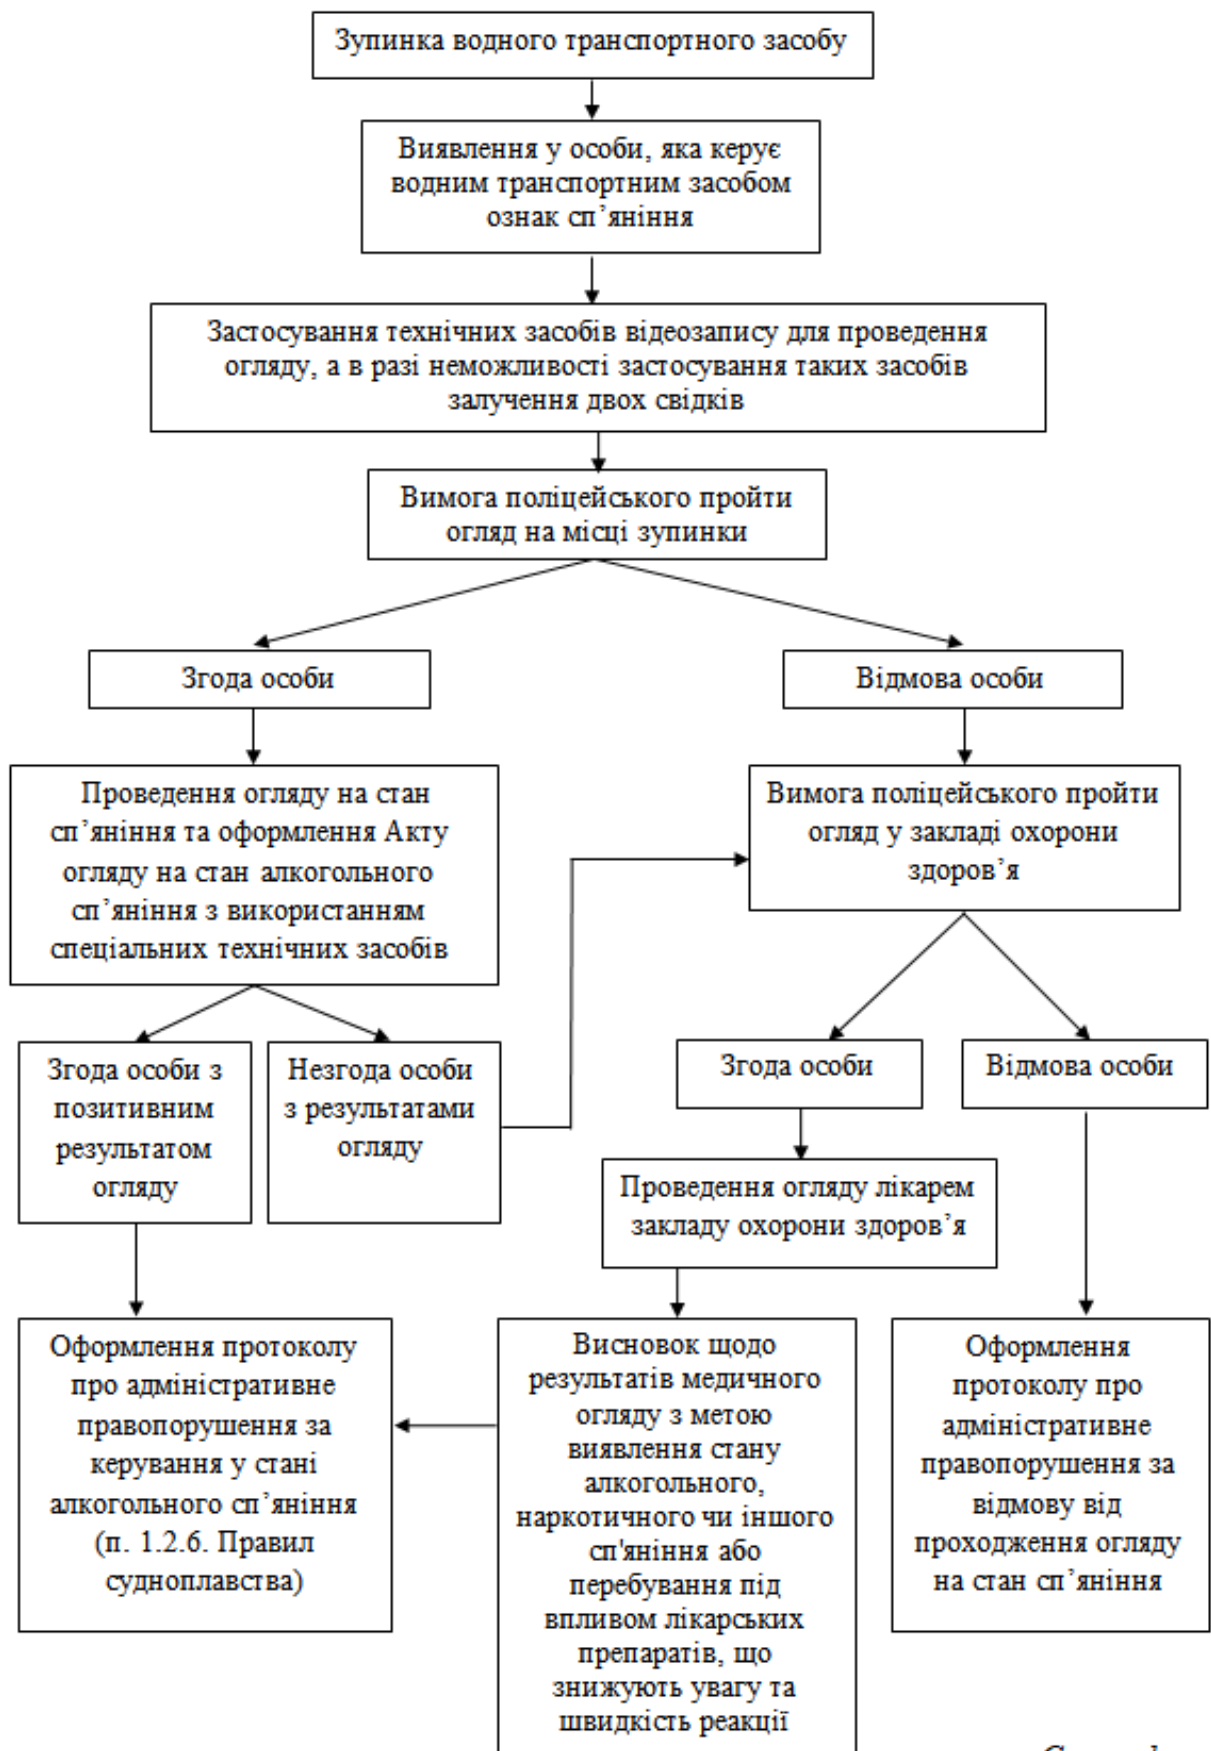 Зупинка водного транспортного засобу
Виявлення у особи, яка керує
водним транспортним засобом
ознак сп’яніння
Застосування технічних засобів відеозапису для проведення
огляду, а в разі неможливості застосування таких засобів
залучення двох свідків
Вимога поліцейського пройти
огляд на місці зупинки
Згода особи
Відмова особи
Проведення огляду на стан
сп’яніння та оформлення Акту
огляду на стан алкогольного
сп’яніння з використанням
спеціальних технічних засобів
Вимога поліцейського пройти
огляд у закладі охорони
здоров’я
Згода особи з
позитивним
результатом
огляду
Незгода особи
з результатами
огляду
Згода особи
Відмова особи
Проведення огляду лікарем
закладу охорони здоров’я
Оформлення протоколу
про адміністративне
правопорушення за
керування у стані
алкогольного сп’яніння
(п. 1.2.6. Правил
судноплавства)
Висновок щодо
результатів медичного
огляду з метою
виявлення стану
алкогольного,
наркотичного чи іншого
сп'яніння або
перебування під
впливом лікарських
препаратів, що
знижують увагу та
швидкість реакції
Оформлення
протоколу про
адміністративне
правопорушення за
відмову від
проходження огляду
на стан сп’яніння